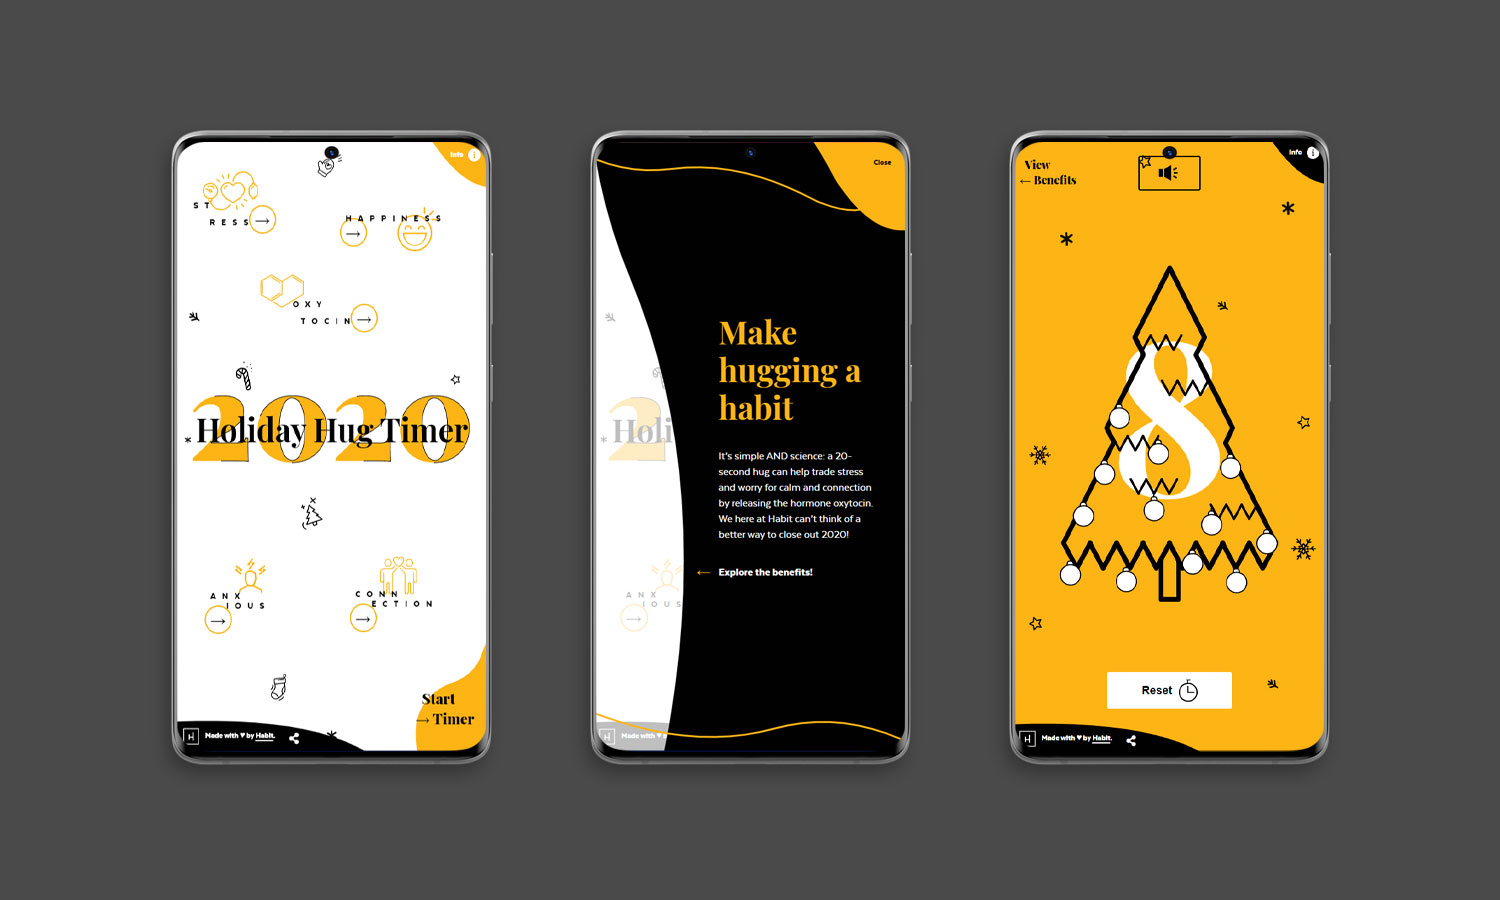 Info i
ST
RESS →
HAPPINESS
→
OXY
TOCIN →
2020
Holiday Hug Timer
ANX
IOUS
→
CONN
ECTION
→
Start
→ Timer
H Made with ♥ by Habit.
Close
Make
hugging a
habit
It's simple AND science: a 20-
second hug can help trade stress
and worry for calm and connection
by releasing the hormone oxytocin.
We here at Habit can't think of a
better way to close out 2020!
← Explore the benefits!
2
Holi
ANX
IOUS
→
H Made with ♥
View
← Benefits
Info i
8
Reset
H Made with ♥ by Habit.